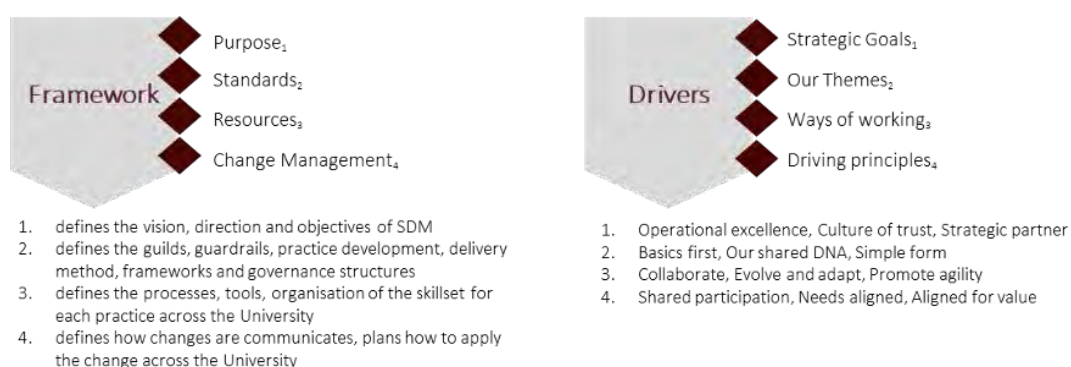 Framework
Purpose₁
Standards₂
Resources₃
Change Management₄
1. defines the vision, direction and objectives of SDM
2. defines the guilds, guardrails, practice development, delivery
method, frameworks and governance structures
3. defines the processes, tools, organisation of the skillset for
each practice across the University
4. defines how changes are communicates, plans how to apply
the change across the University
Drivers
Strategic Goals₁
Our Themes₂
Ways of working₃
Driving principles₄
1. Operational excellence, Culture of trust, Strategic partner
2. Basics first, Our shared DNA, Simple form
3. Collaborate, Evolve and adapt, Promote agility
4. Shared participation, Needs aligned, Aligned for value